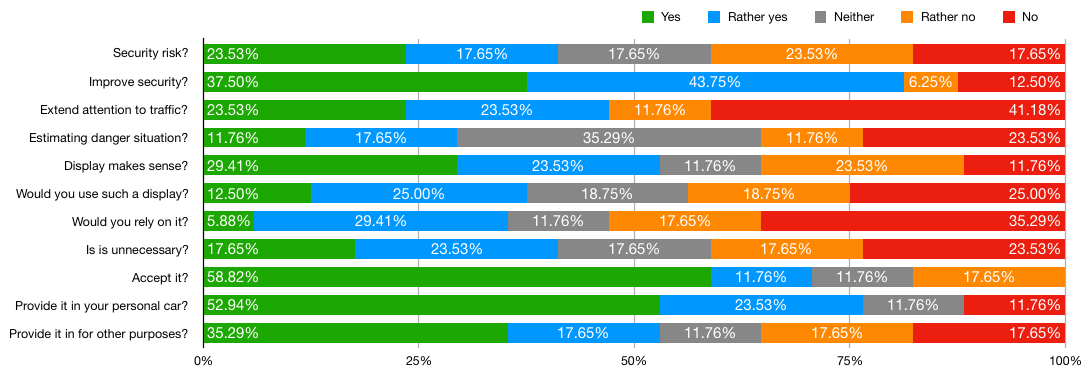 Yes Rather yes Neither Rather no No
Security risk? 23.53% 17.65% 17.65% 23.53% 17.65%
Improve security? 37.50% 43.75% 6.25% 12.50%
Extend attention to traffic? 23.53% 23.53% 11.76% 41.18%
Estimating danger situation? 11.76% 17.65% 35.29% 11.76% 23.53%
Display makes sense? 29.41% 23.53% 11.76% 23.53% 11.76%
Would you use such a display? 12.50% 25.00% 18.75% 18.75% 25.00%
Would you rely on it? 5.88% 29.41% 11.76% 17.65% 35.29%
Is is unnecessary? 17.65% 23.53% 17.65% 17.65% 23.53%
Accept it? 58.82% 11.76% 11.76% 17.65%
Provide it in your personal car? 52.94% 23.53% 11.76% 11.76%
Provide it in for other purposes? 35.29% 17.65% 11.76% 17.65% 17.65%
0% 25% 50% 75% 100%